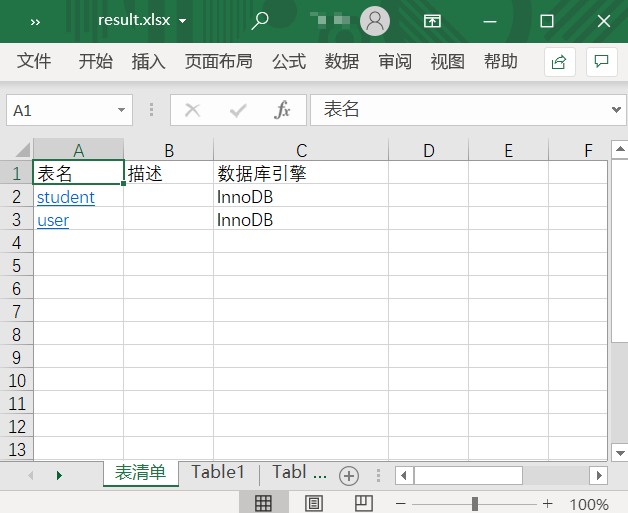 ›› result.xlsx
文件 开始 插入 页面布局 公式 数据 审阅 视图 帮助
A1 fx 表名
A B C D E F
1 表名 描述 数据库引擎
2 student InnoDB
3 user InnoDB
4
5
6
7
8
9
10
11
12
13
表清单 Table1 Tabl ...
100%